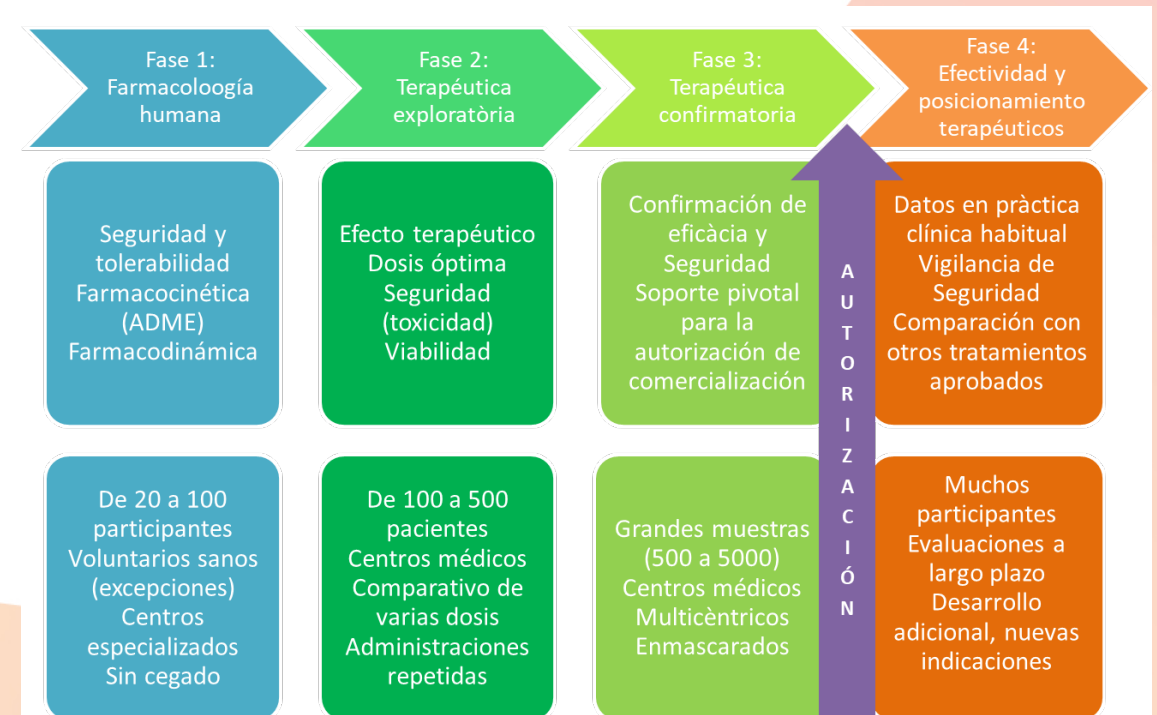 Fase 1:
Farmacoloogía
humana
Fase 2:
Terapéutica
exploratòria
Fase 3:
Terapéutica
confirmatoria
Fase 4:
Efectividad y
posicionamiento
terapéuticos
Seguridad y
tolerabilidad
Farmacocinética
(ADME)
Farmacodinámica
Efecto terapéutico
Dosis óptima
Seguridad
(toxicidad)
Viabilidad
Confirmación de
eficàcia y
Seguridad
Soporte pivotal
para la
autorización de
comercialización
Datos en pràctica
clínica habitual
Vigilancia de
Seguridad
Comparación con
otros tratamientos
aprobados
AUTORIZACIÓN
De 20 a 100
participantes
Voluntarios sanos
(excepciones)
Centros
especializados
Sin cegado
De 100 a 500
pacientes
Centros médicos
Comparativo de
varias dosis
Administraciones
repetidas
Grandes muestras
(500 a 5000)
Centros médicos
Multicèntricos
Enmascarados
Muchos
participantes
Evaluaciones a
largo plazo
Desarrollo
adicional, nuevas
indicaciones